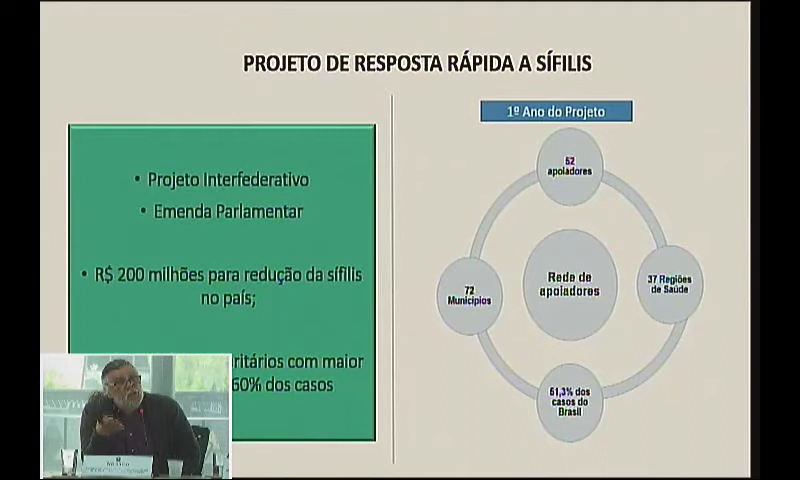 PROJETO DE RESPOSTA RÁPIDA A SÍFILIS
• Projeto Interfederativo
• Emenda Parlamentar
• R$ 200 milhões para redução da sífilis
no país;
com maior
60% dos casos
1º Ano do Projeto
52
apoiadores
37 Regiões
de Saúde
61,3% dos
casos do
Brasil
72
Municípios
Rede de
apoiadores